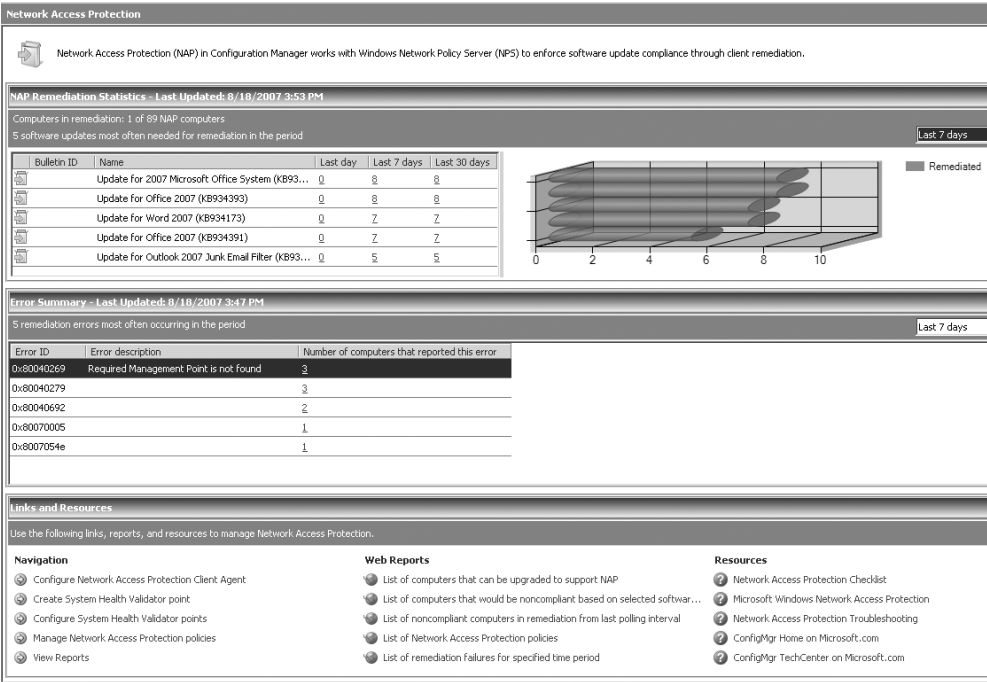 Network Access Protection
Network Access Protection (NAP) in Configuration Manager works with Windows Network Policy Server (NPS) to enforce software update compliance through client remediation.
NAP Remediation Statistics - Last Updated: 8/18/2007 3:53 PM
Computers in remediation: 1 of 89 NAP computers
5 software updates most often needed for remediation in the period
Last 7 days
Bulletin ID Name Last day Last 7 days Last 30 days
Update for 2007 Microsoft Office System (KB93... 0 8 8
Update for Office 2007 (KB934393) 0 8 8
Update for Word 2007 (KB934173) 0 7 7
Update for Office 2007 (KB934391) 0 7 7
Update for Outlook 2007 Junk Email Filter (KB93... 0 5 5
Remediated
0 2 4 6 8 10
Error Summary - Last Updated: 8/18/2007 3:47 PM
5 remediation errors most often occurring in the period
Last 7 days
Error ID Error description Number of computers that reported this error
0x80040269 Required Management Point is not found 3
0x80040279 3
0x80040692 2
0x80070005 1
0x8007054e 1
Links and Resources
Use the following links, reports, and resources to manage Network Access Protection.
Navigation
Configure Network Access Protection Client Agent
Create System Health Validator point
Configure System Health Validator points
Manage Network Access Protection policies
View Reports
Web Reports
List of computers that can be upgraded to support NAP
List of computers that would be noncompliant based on selected softwar...
List of noncompliant computers in remediation from last polling interval
List of Network Access Protection policies
List of remediation failures for specified time period
Resources
Network Access Protection Checklist
Microsoft Windows Network Access Protection
Network Access Protection Troubleshooting
ConfigMgr Home on Microsoft.com
ConfigMgr TechCenter on Microsoft.com